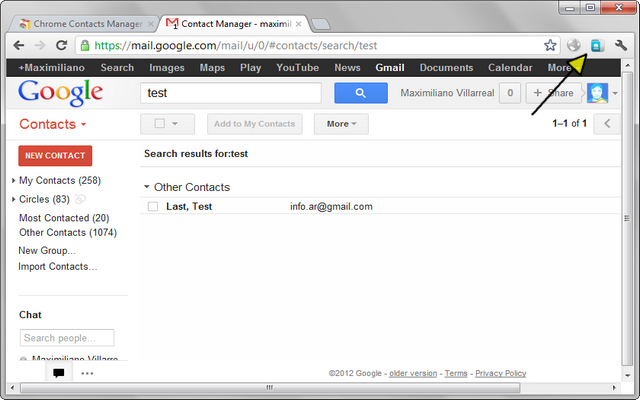 Chrome Contacts Manager
Contact Manager - maximil
https://mail.google.com/mail/u/0/#contacts/search/test
+Maximiliano Search Images Maps Play YouTube News Gmail Documents Calendar More
Google
test
Maximiliano Villarreal 0 + Share
Contacts
Add to My Contacts
More
1–1 of 1
NEW CONTACT
Search results for:test
My Contacts (258)
Other Contacts
Circles (83)
Last, Test info.ar@gmail.com
Most Contacted (20)
Other Contacts (1074)
New Group...
Import Contacts...
Chat
Search people...
Maximiliano Villarre
©2012 Google - older version - Terms - Privacy Policy